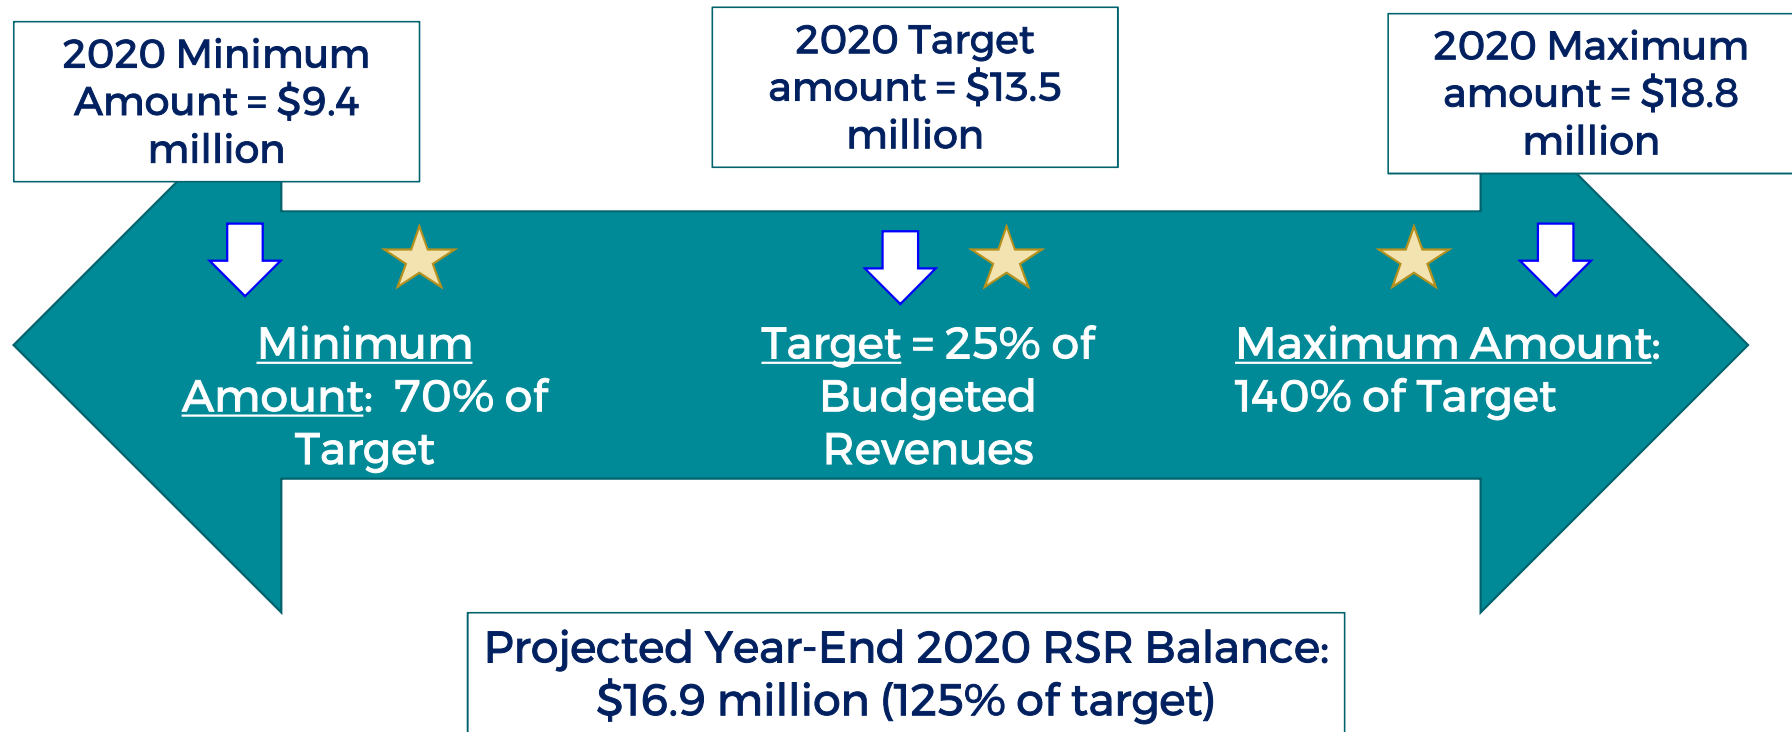 2020 Minimum
Amount = $9.4
million
2020 Target
amount = $13.5
million
2020 Maximum
amount = $18.8
million
Minimum
Amount: 70% of
Target
Target = 25% of
Budgeted
Revenues
Maximum Amount:
140% of Target
Projected Year-End 2020 RSR Balance:
$16.9 million (125% of target)